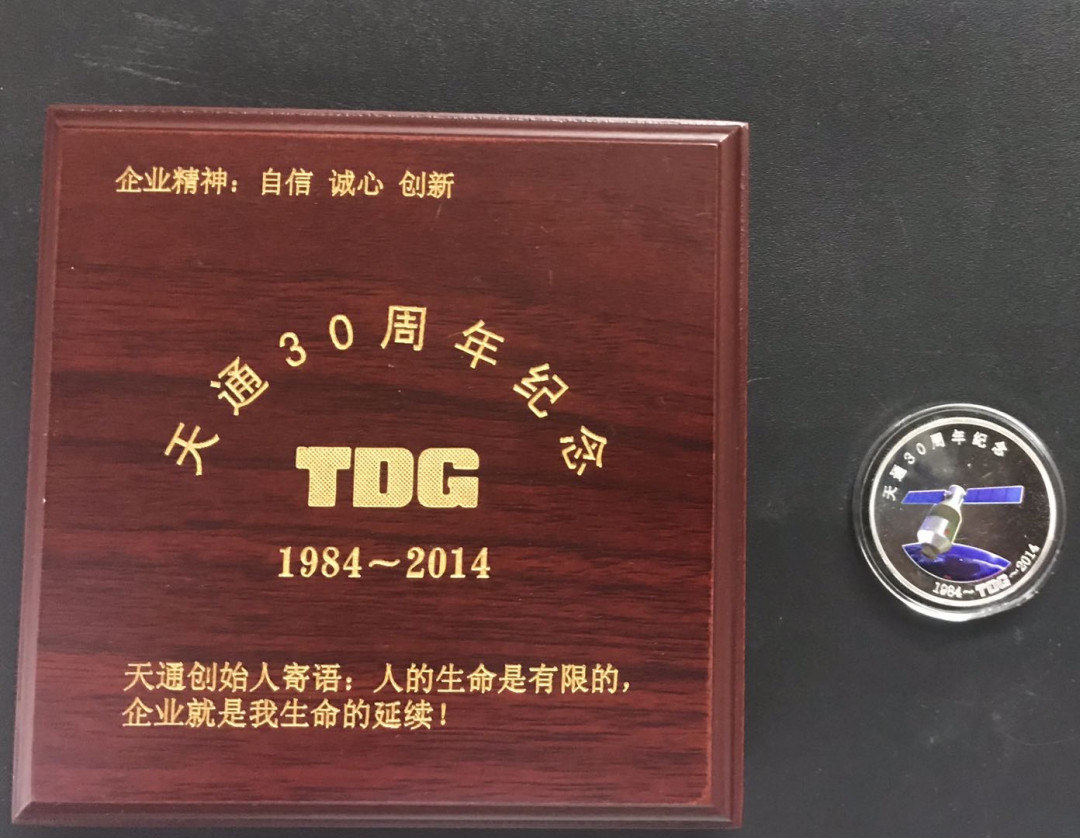 企业精神：自信 诚心 创新
天通30周年纪念
TDG
1984～2014
天通创始人寄语：人的生命是有限的，
企业就是我生命的延续！
天通30周年纪念
1984～TDG～2014